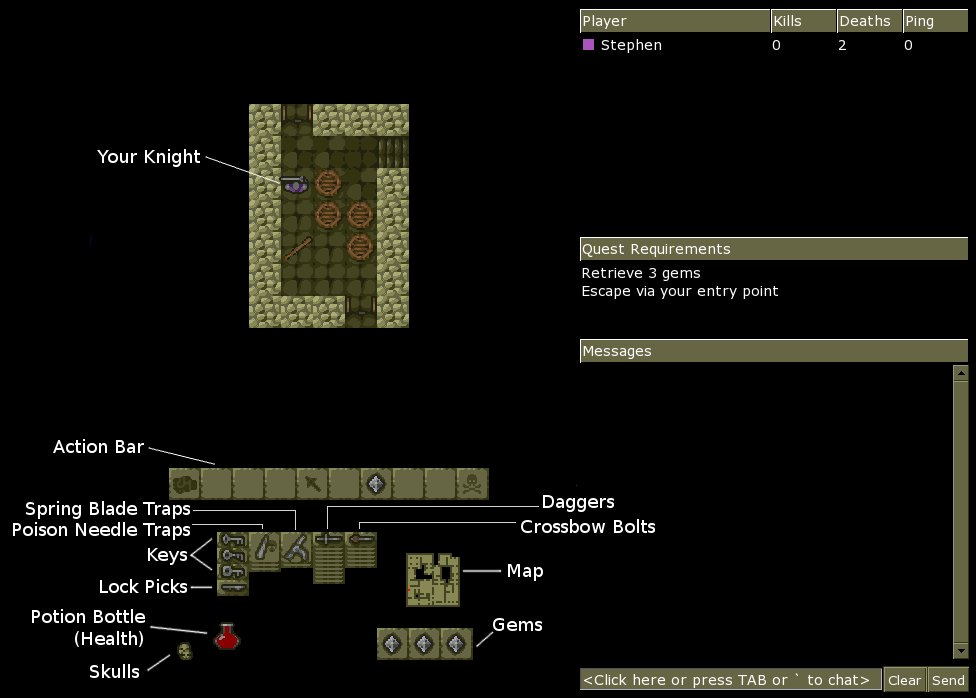 Player Kills Deaths Ping
Stephen 0 2 0
Your Knight
Quest Requirements
Retrieve 3 gems
Escape via your entry point
Messages
Action Bar
Spring Blade Traps
Poison Needle Traps
Keys
Lock Picks
Potion Bottle
(Health)
Skulls
Daggers
Crossbow Bolts
Map
Gems
<Click here or press TAB or ` to chat> Clear Send